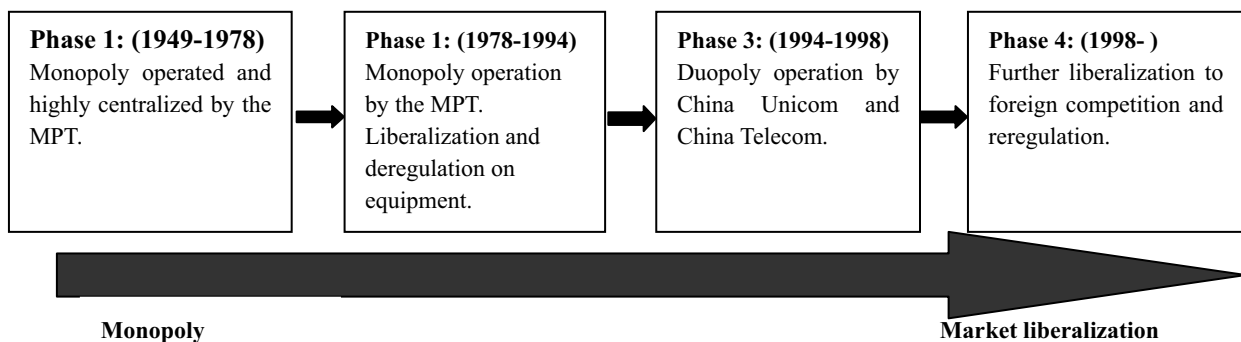 Phase 1: (1949-1978)
Monopoly operated and
highly centralized by the
MPT.
Phase 1: (1978-1994)
Monopoly operation
by the MPT.
Liberalization and
deregulation on
equipment.
Phase 3: (1994-1998)
Duopoly operation by
China Unicom and
China Telecom.
Phase 4: (1998- )
Further liberalization to
foreign competition and
reregulation.
Monopoly
Market liberalization